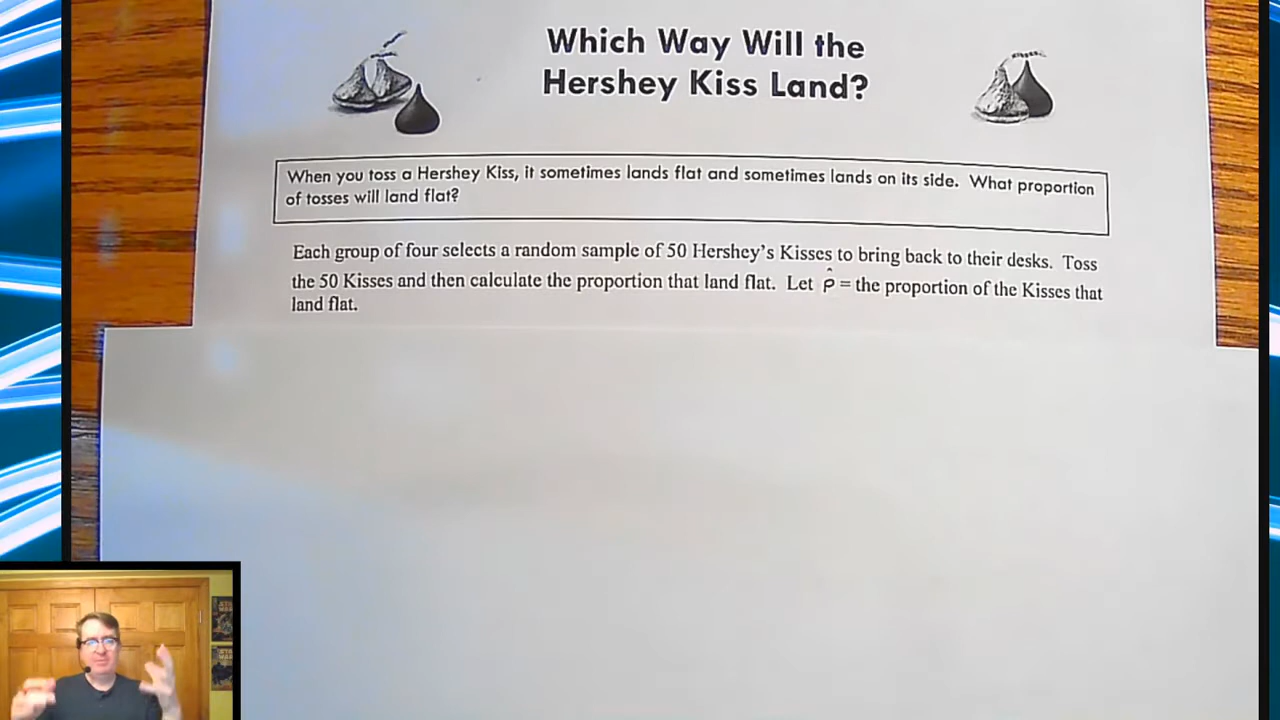 Which Way Will the
Hershey Kiss Land?
When you toss a Hershey Kiss, it sometimes lands flat and sometimes lands on its side. What proportion
of tosses will land flat?
Each group of four selects a random sample of 50 Hershey's Kisses to bring back to their desks. Toss
the 50 Kisses and then calculate the proportion that land flat. Let p̂ = the proportion of the Kisses that
land flat.